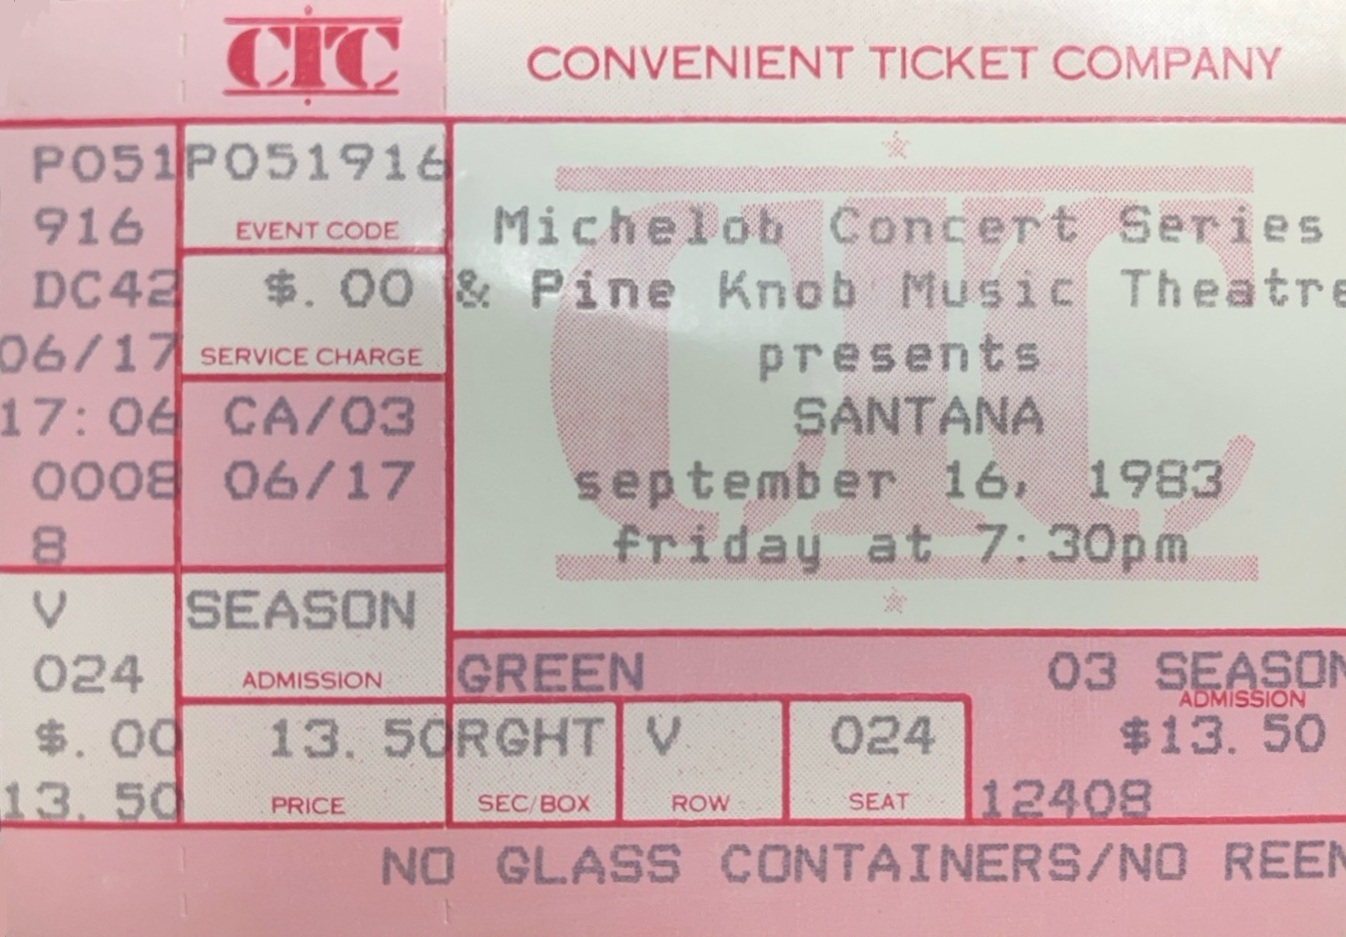 CTC
CONVENIENT TICKET COMPANY
P051
916
DC42
06/17
17:06
0008
8
V
024
$.00
13.50
P051916
EVENT CODE
$.00
SERVICE CHARGE
CA/03
06/17
SEASON
ADMISSION
13.50
PRICE
CTC
Michelob Concert Series
& Pine Knob Music Theatre
presents
SANTANA
september 16, 1983
friday at 7:30pm
GREEN
03 SEASON
ADMISSION
RGHT V 024 $13.50
SEC/BOX ROW SEAT 12408
NO GLASS CONTAINERS/NO REEN